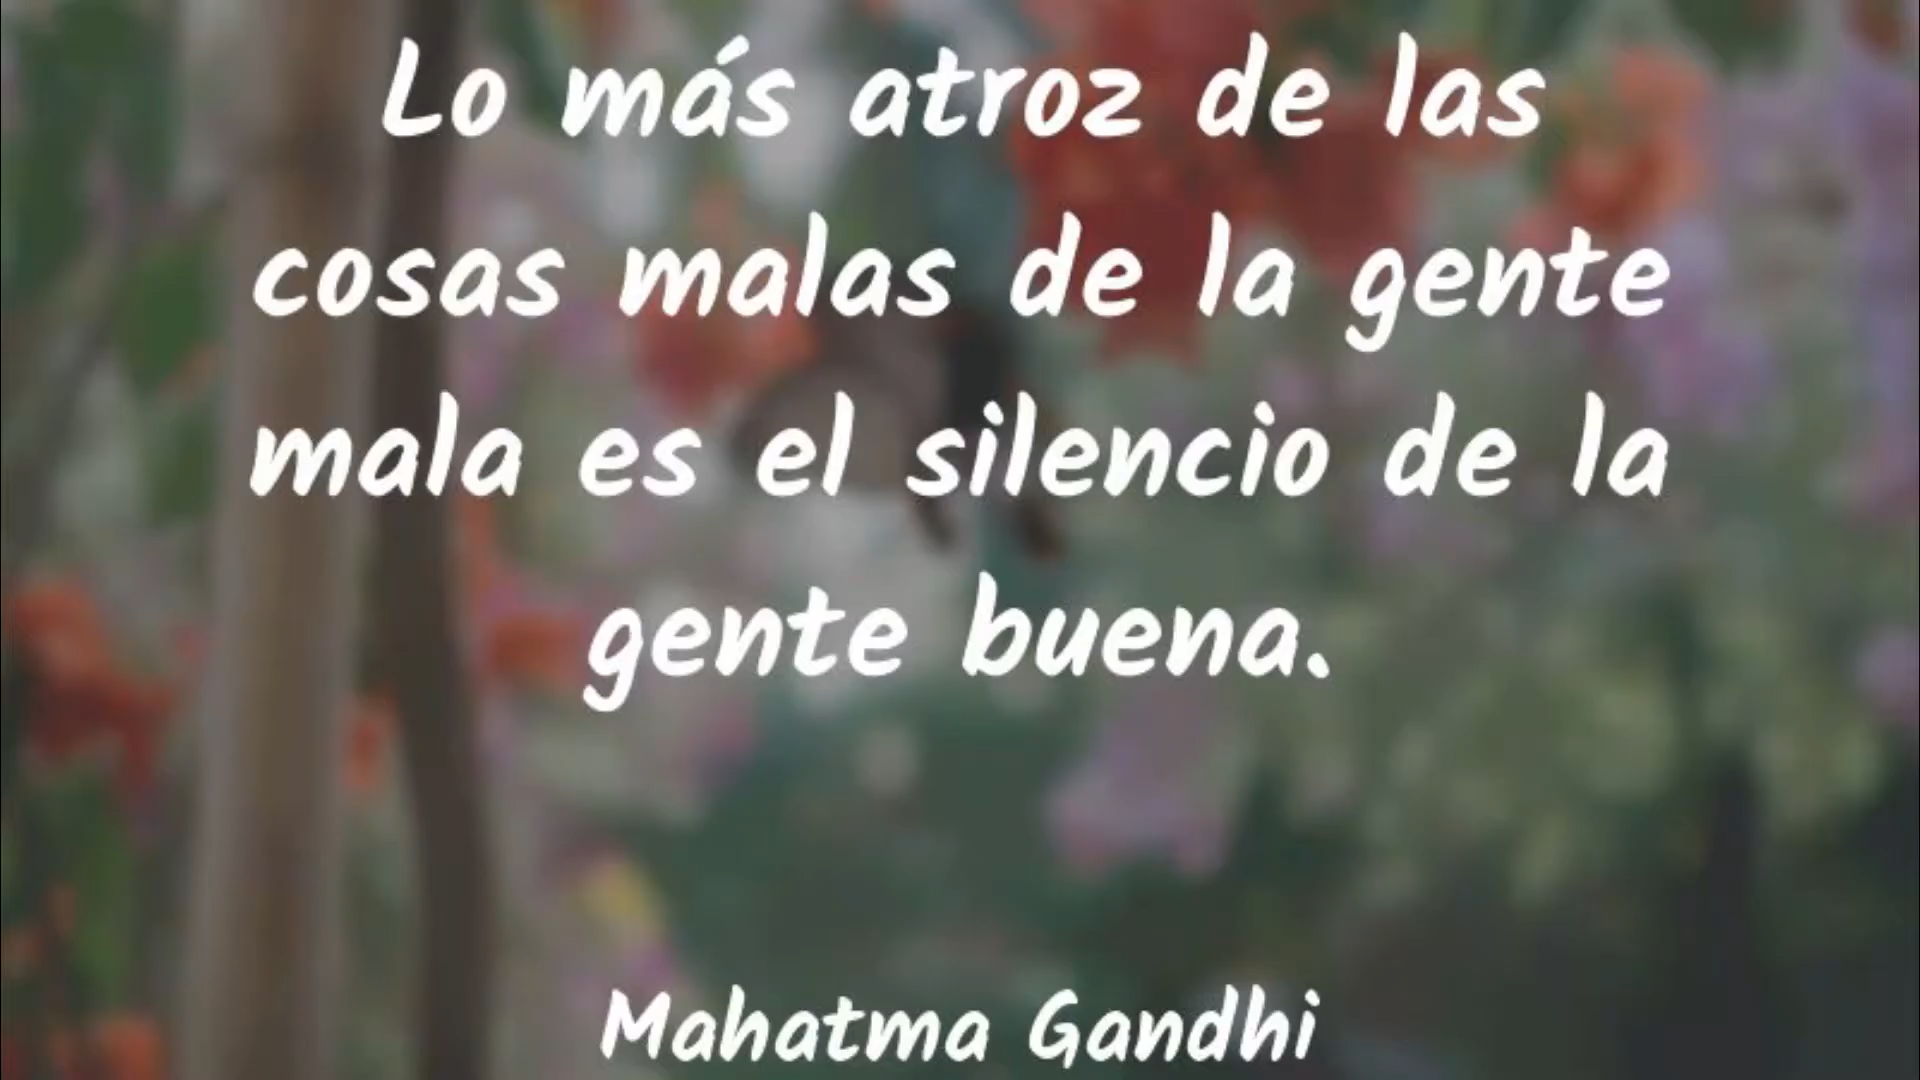 Lo más atroz de las
cosas malas de la gente
mala es el silencio de la
gente buena.
Mahatma Gandhi